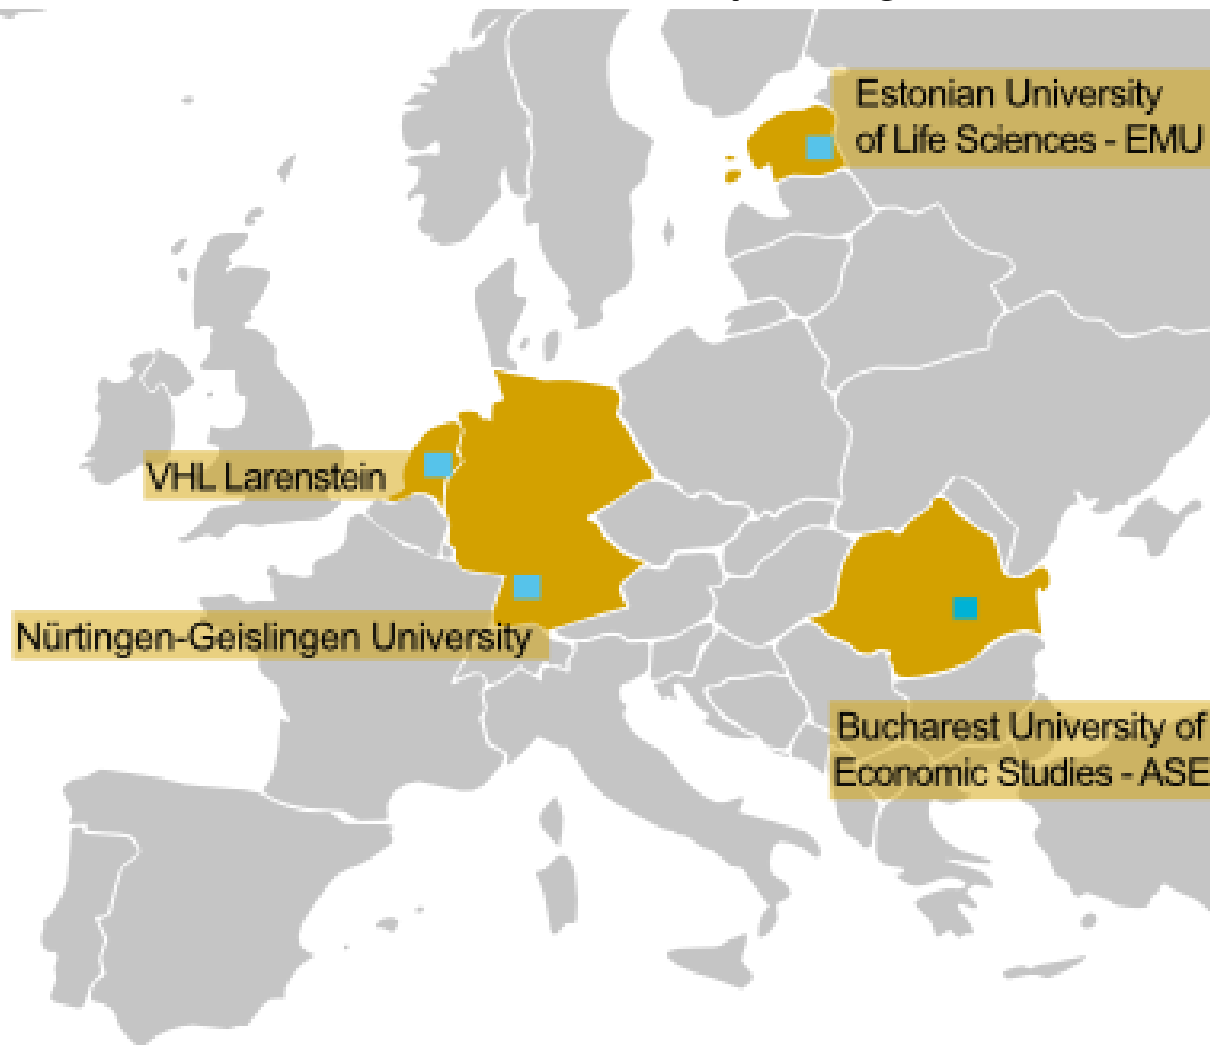 Estonian University
of Life Sciences - EMU
VHL Larenstein
Nürtingen-Geislingen University
Bucharest University of
Economic Studies - ASE